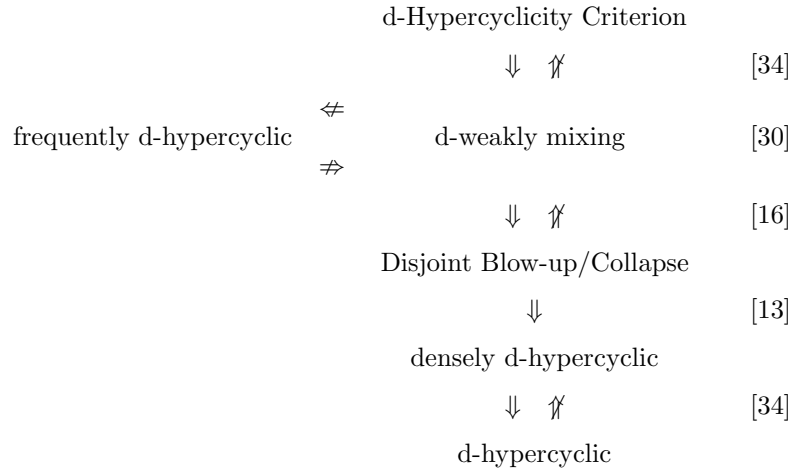 d-Hypercyclicity Criterion
⇓ ⇑̸ [34]
⇍
frequently d-hypercyclic d-weakly mixing [30]
⇏
⇓ ⇑̸ [16]
Disjoint Blow-up/Collapse
⇓ [13]
densely d-hypercyclic
⇓ ⇑̸ [34]
d-hypercyclic